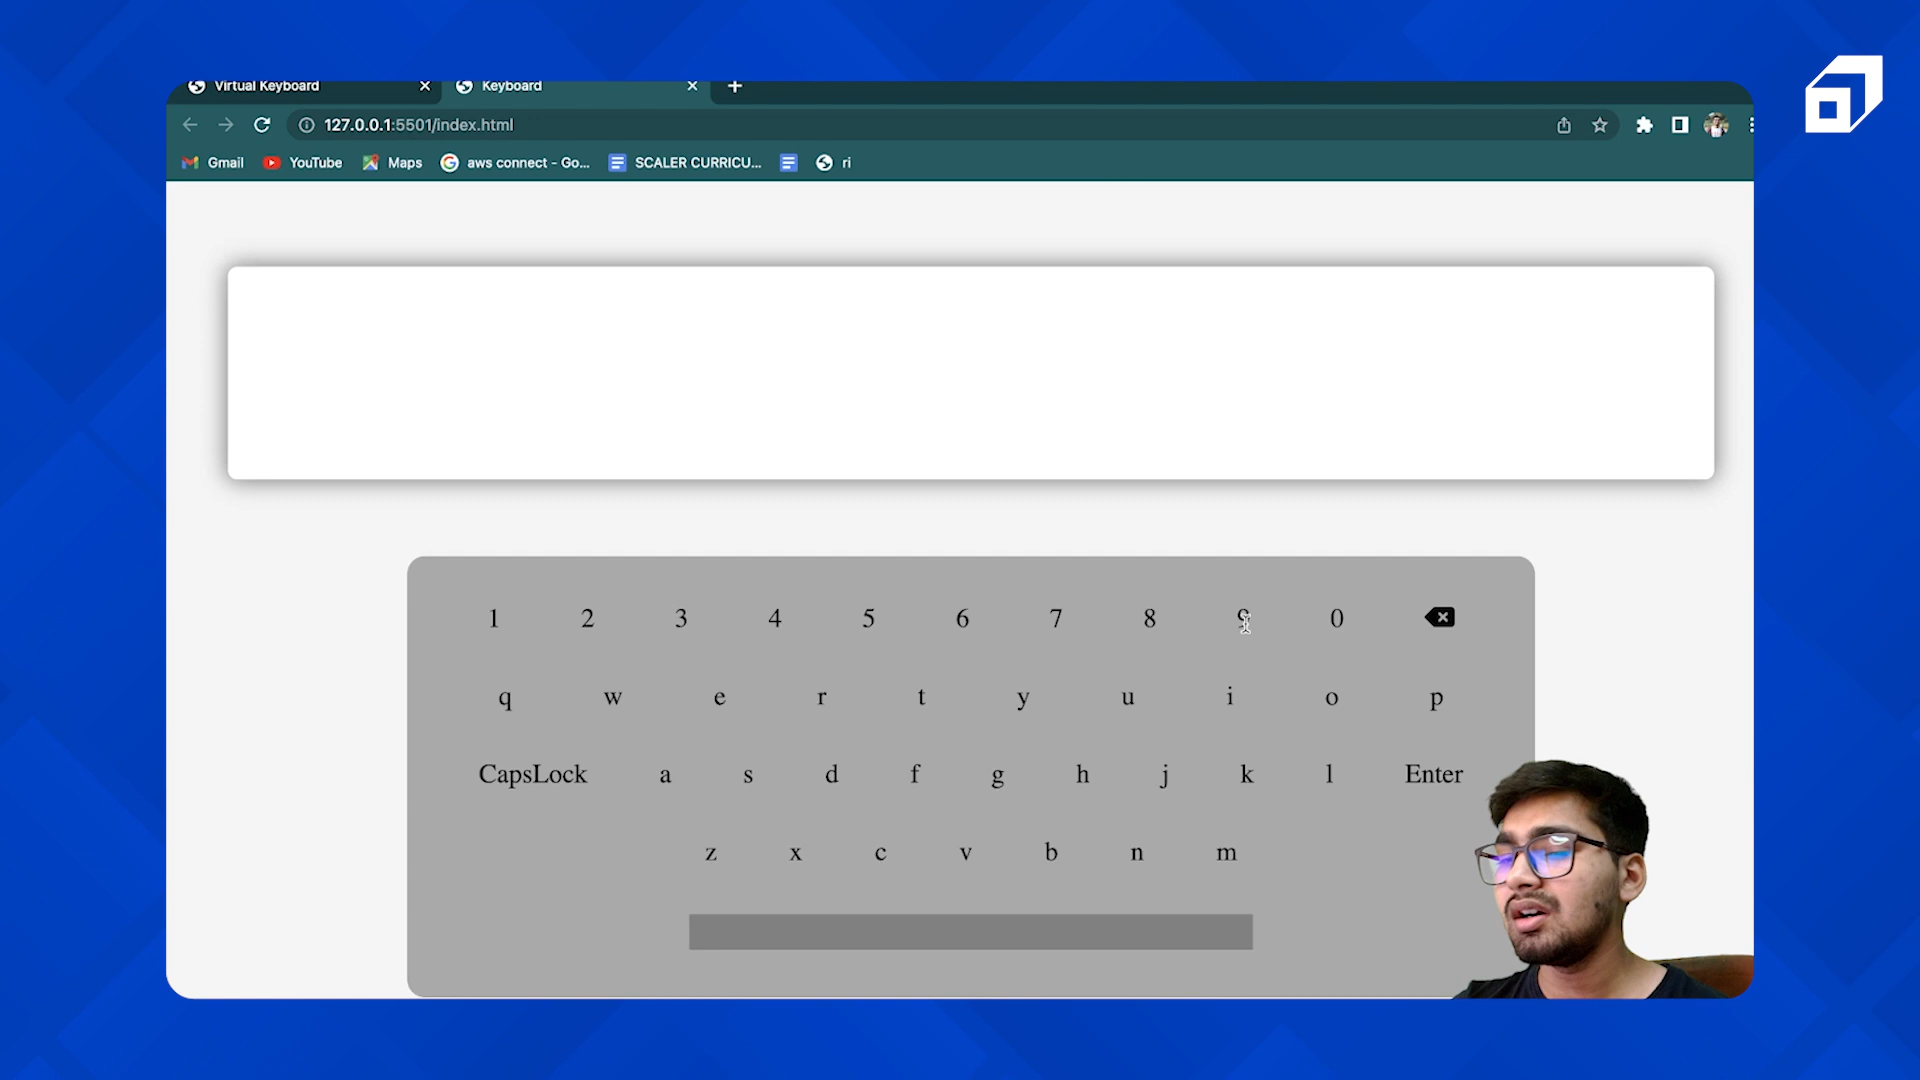 Virtual Keyboard Keyboard
127.0.0.1:5501/index.html
Gmail YouTube Maps aws connect - Go... SCALER CURRICU... ri
1 2 3 4 5 6 7 8 9 0
q w e r t y u i o p
CapsLock a s d f g h j k l Enter
z x c v b n m